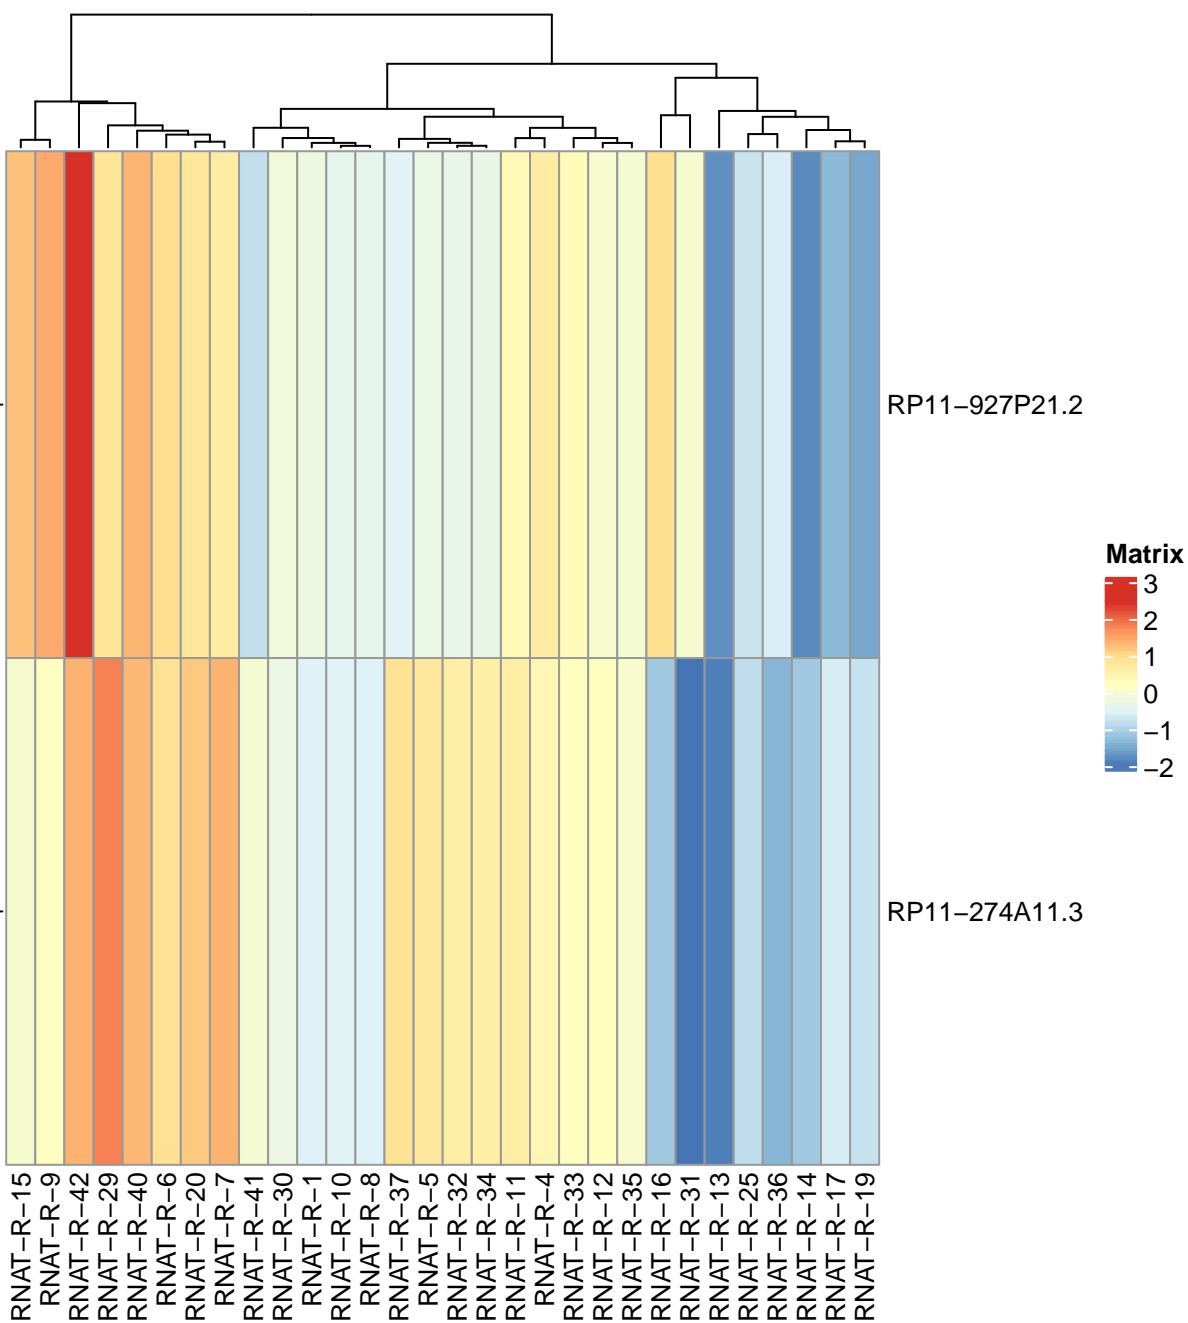 RP11−927P21.2
Matrix
3
2
1
0
−1
−2
RP11−274A11.3
RNAT−R−15
RNAT−R−9
RNAT−R−42
RNAT−R−29
RNAT−R−40
RNAT−R−6
RNAT−R−20
RNAT−R−7
RNAT−R−41
RNAT−R−30
RNAT−R−1
RNAT−R−10
RNAT−R−8
RNAT−R−37
RNAT−R−5
RNAT−R−32
RNAT−R−34
RNAT−R−11
RNAT−R−4
RNAT−R−33
RNAT−R−12
RNAT−R−35
RNAT−R−16
RNAT−R−31
RNAT−R−13
RNAT−R−25
RNAT−R−36
RNAT−R−14
RNAT−R−17
RNAT−R−19